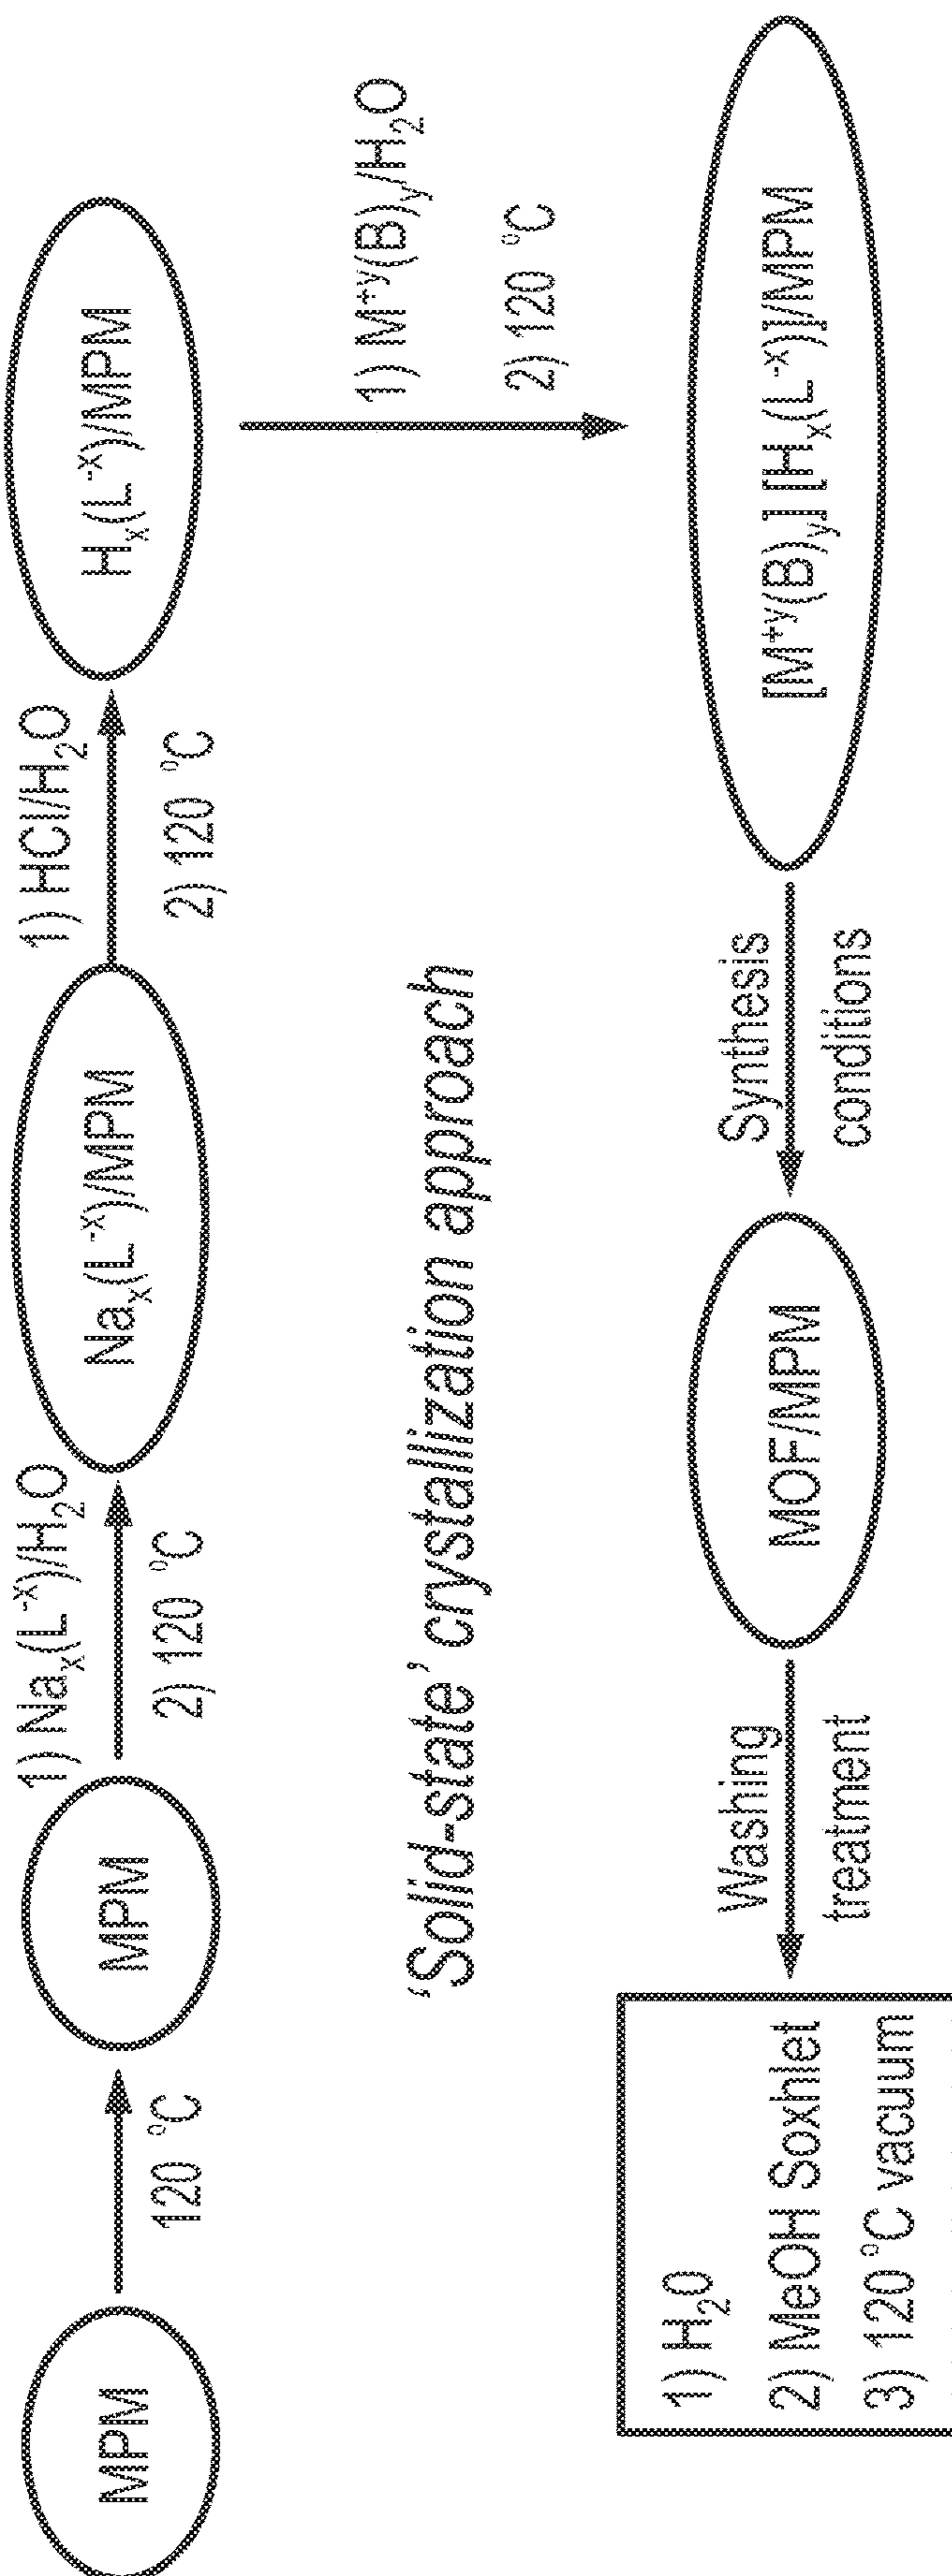 MPM
120 °C
MPM
1) Naₓ(L⁻ˣ)/H₂O
2) 120 °C
Naₓ(L⁻ˣ)/MPM
1) HCl/H₂O
2) 120 °C
Hₓ(L⁻ˣ)/MPM
1) M⁺ʸ(B)ᵧ/H₂O
2) 120 °C
'Solid-state' crystallization approach
[M⁺ʸ(B)ᵧ][Hₓ(L⁻ˣ)]/MPM
Synthesis
conditions
MOF/MPM
Washing
treatment
1) H₂O
2) MeOH Soxhlet
3) 120 °C vacuum